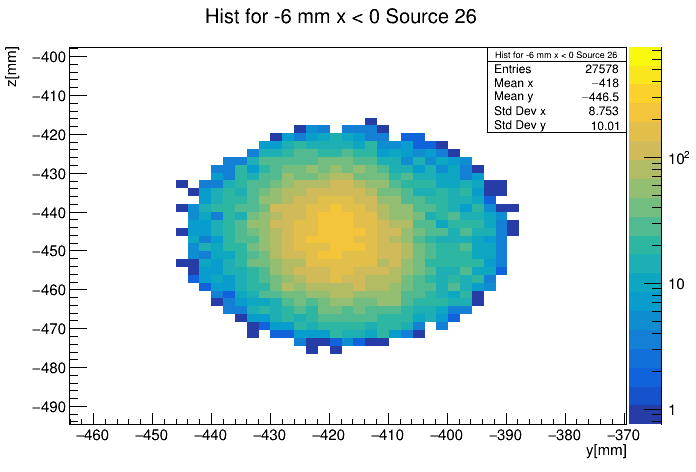 Hist for -6 mm x < 0 Source 26
z[mm]
−400
−410
−420
−430
−440
−450
−460
−470
−480
−490
Hist for -6 mm x < 0 Source 26
Entries 27578
Mean x −418
Mean y −446.5
Std Dev x 8.753
Std Dev y 10.01
10²
10
1
−460 −450 −440 −430 −420 −410 −400 −390 −380 −370
y[mm]